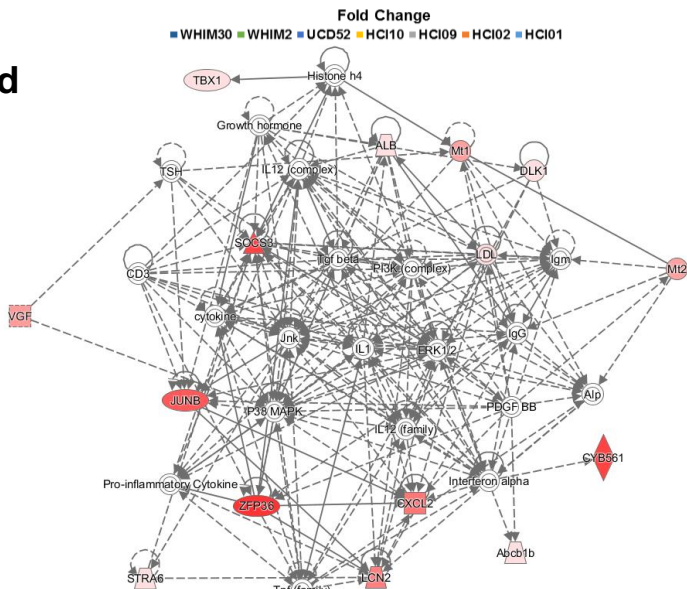 Fold Change
WHIM30 WHIM2 UCD52 HCI10 HCI09 HCI02 HCI01
d
TBX1
Histone h4
Growth hormone
ALB
Mt1
TSH
IL12 (complex)
DLK1
SOCS3
Tgf beta
PI3K (complex)
LDL
Igm
CD3
Mt2
VGF
cytokine
Jnk
IL1
ERK1/2
IgG
JUNB
P38 MAPK
PDGF BB
Alp
IL12 (family)
CYB561
Pro-inflammatory Cytokine
Interferon alpha
ZFP36
CXCL2
Abcb1b
STRA6
LCN2